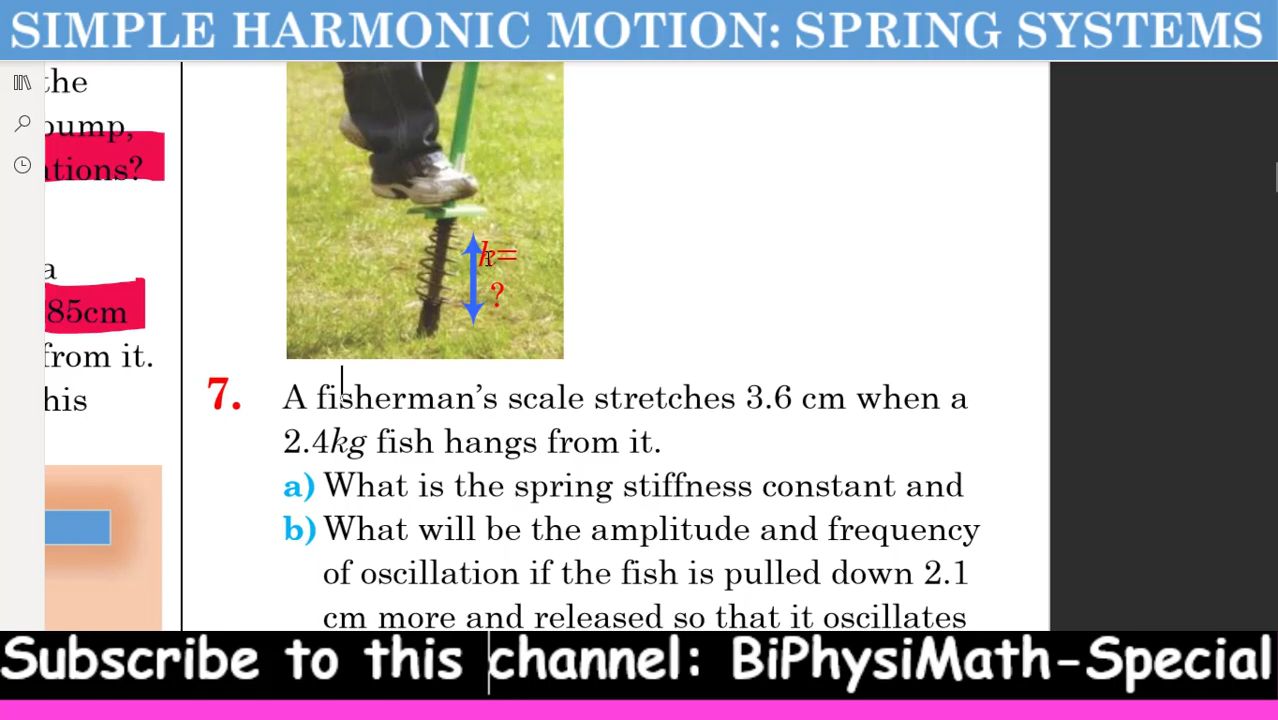 SIMPLE HARMONIC MOTION: SPRING SYSTEMS
the
pump,
ations?
a
85cm
from it.
his
k=
?
7. A fisherman's scale stretches 3.6 cm when a
2.4kg fish hangs from it.
a) What is the spring stiffness constant and
b) What will be the amplitude and frequency
of oscillation if the fish is pulled down 2.1
cm more and released so that it oscillates
Subscribe to this channel: BiPhysiMath-Special